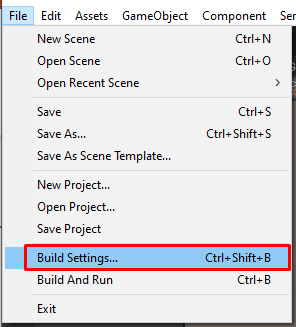 File Edit Assets GameObject Component Ser
New Scene Ctrl+N
Open Scene Ctrl+O
Open Recent Scene
Save Ctrl+S
Save As... Ctrl+Shift+S
Save As Scene Template...
New Project...
Open Project...
Save Project
Build Settings... Ctrl+Shift+B
Build And Run Ctrl+B
Exit